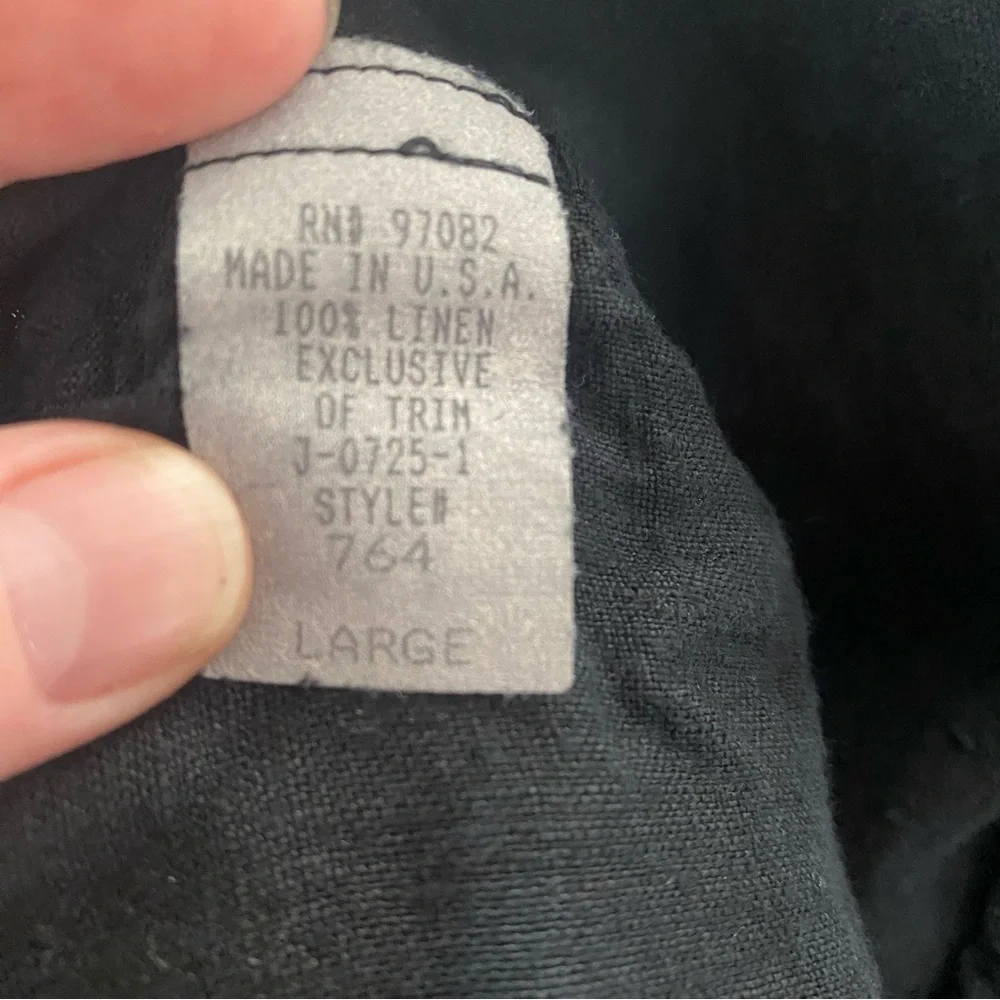 RN# 97082
MADE IN U.S.A.
100% LINEN
EXCLUSIVE
OF TRIM
J-0725-1
STYLE#
764
LARGE